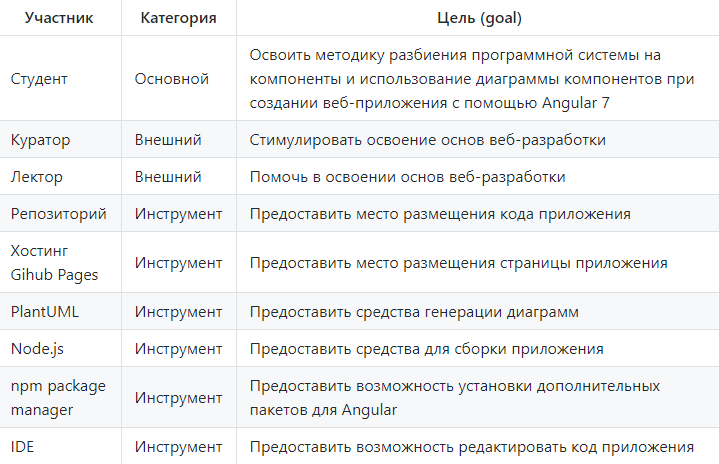 Участник Категория Цель (goal)
Студент Основной Освоить методику разбиения программной системы на
компоненты и использование диаграммы компонентов при
создании веб-приложения с помощью Angular 7
Куратор Внешний Стимулировать освоение основ веб-разработки
Лектор Внешний Помочь в освоении основ веб-разработки
Репозиторий Инструмент Предоставить место размещения кода приложения
Хостинг
Gihub Pages Инструмент Предоставить место размещения страницы приложения
PlantUML Инструмент Предоставить средства генерации диаграмм
Node.js Инструмент Предоставить средства для сборки приложения
npm package
manager Инструмент Предоставить возможность установки дополнительных
пакетов для Angular
IDE Инструмент Предоставить возможность редактировать код приложения